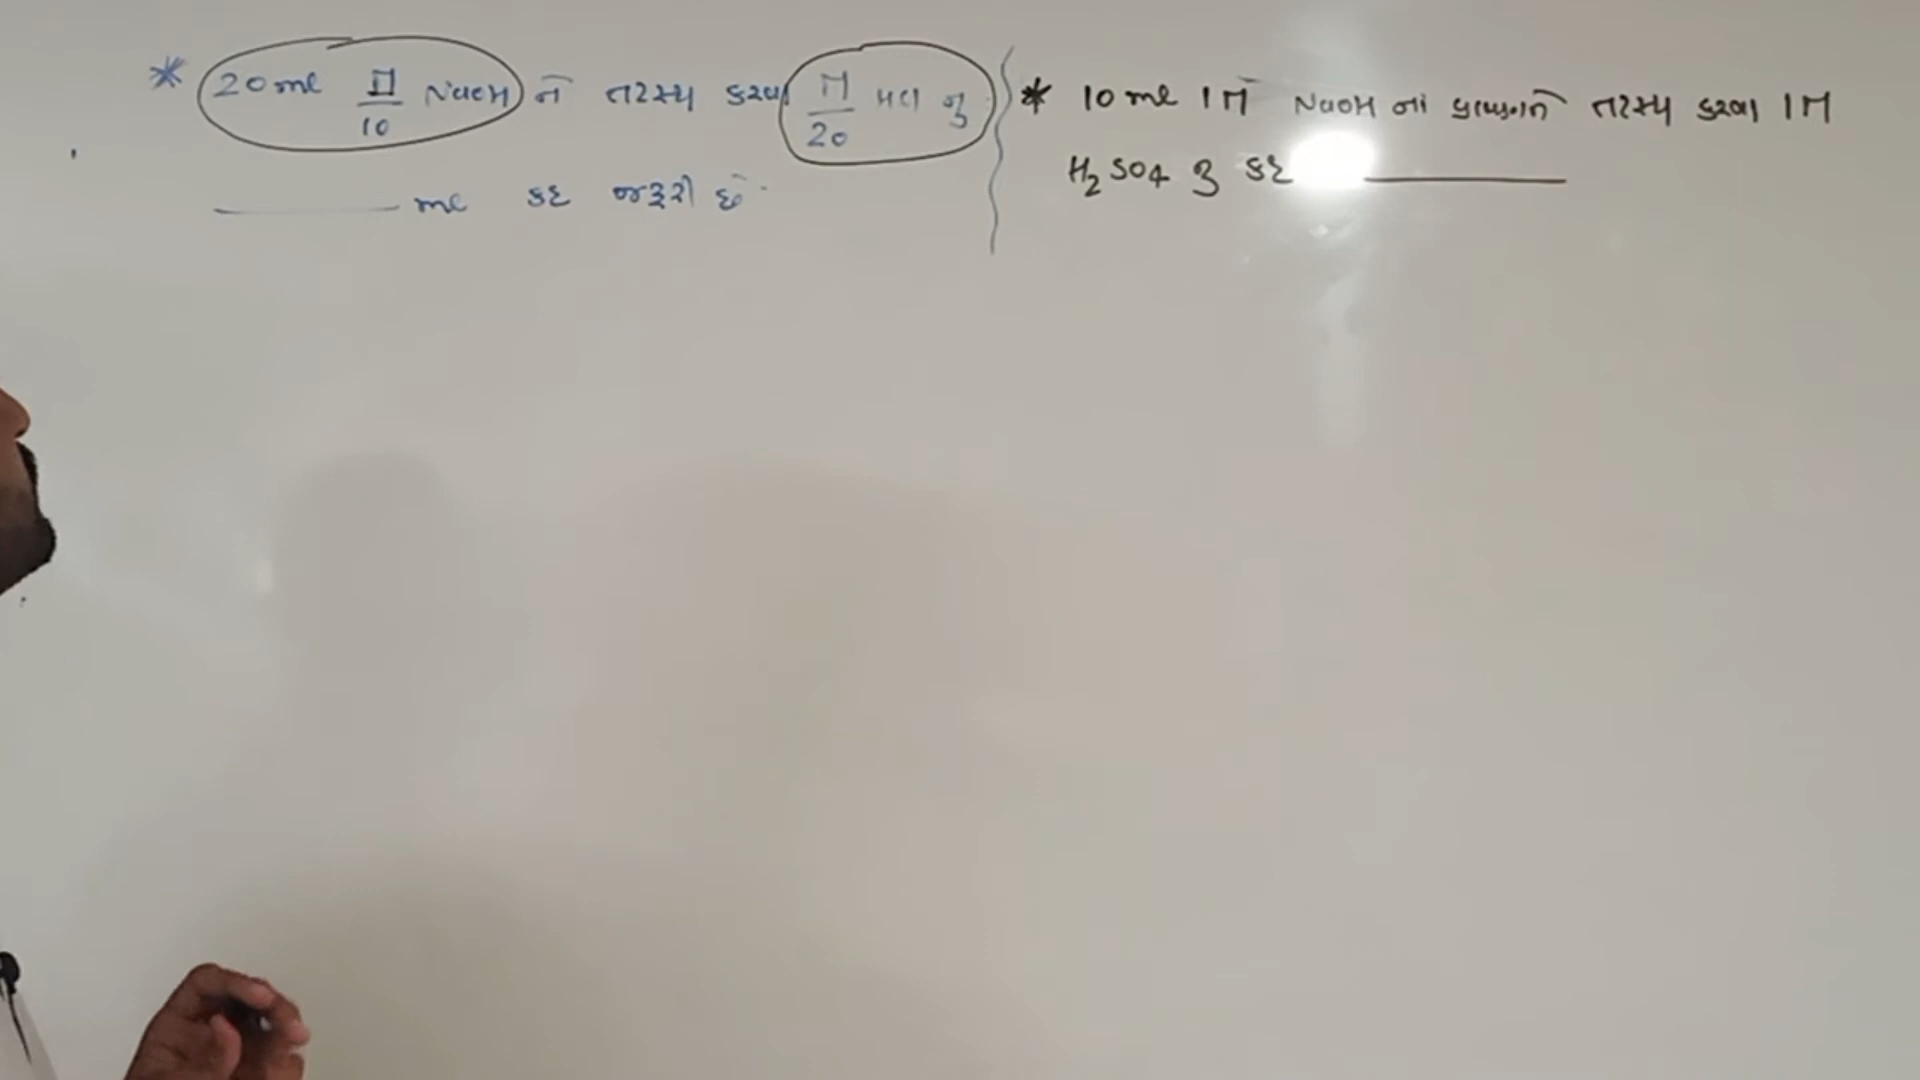 * 20 ml M/10 NaOH ને તટસ્થ કરવા M/20 HCl નું
______ ml કદ જરૂરી છે.
* 10 ml 1M NaOH નાં દ્રાવણને તટસ્થ કરવા 1M
H₂SO₄ નું કદ ______